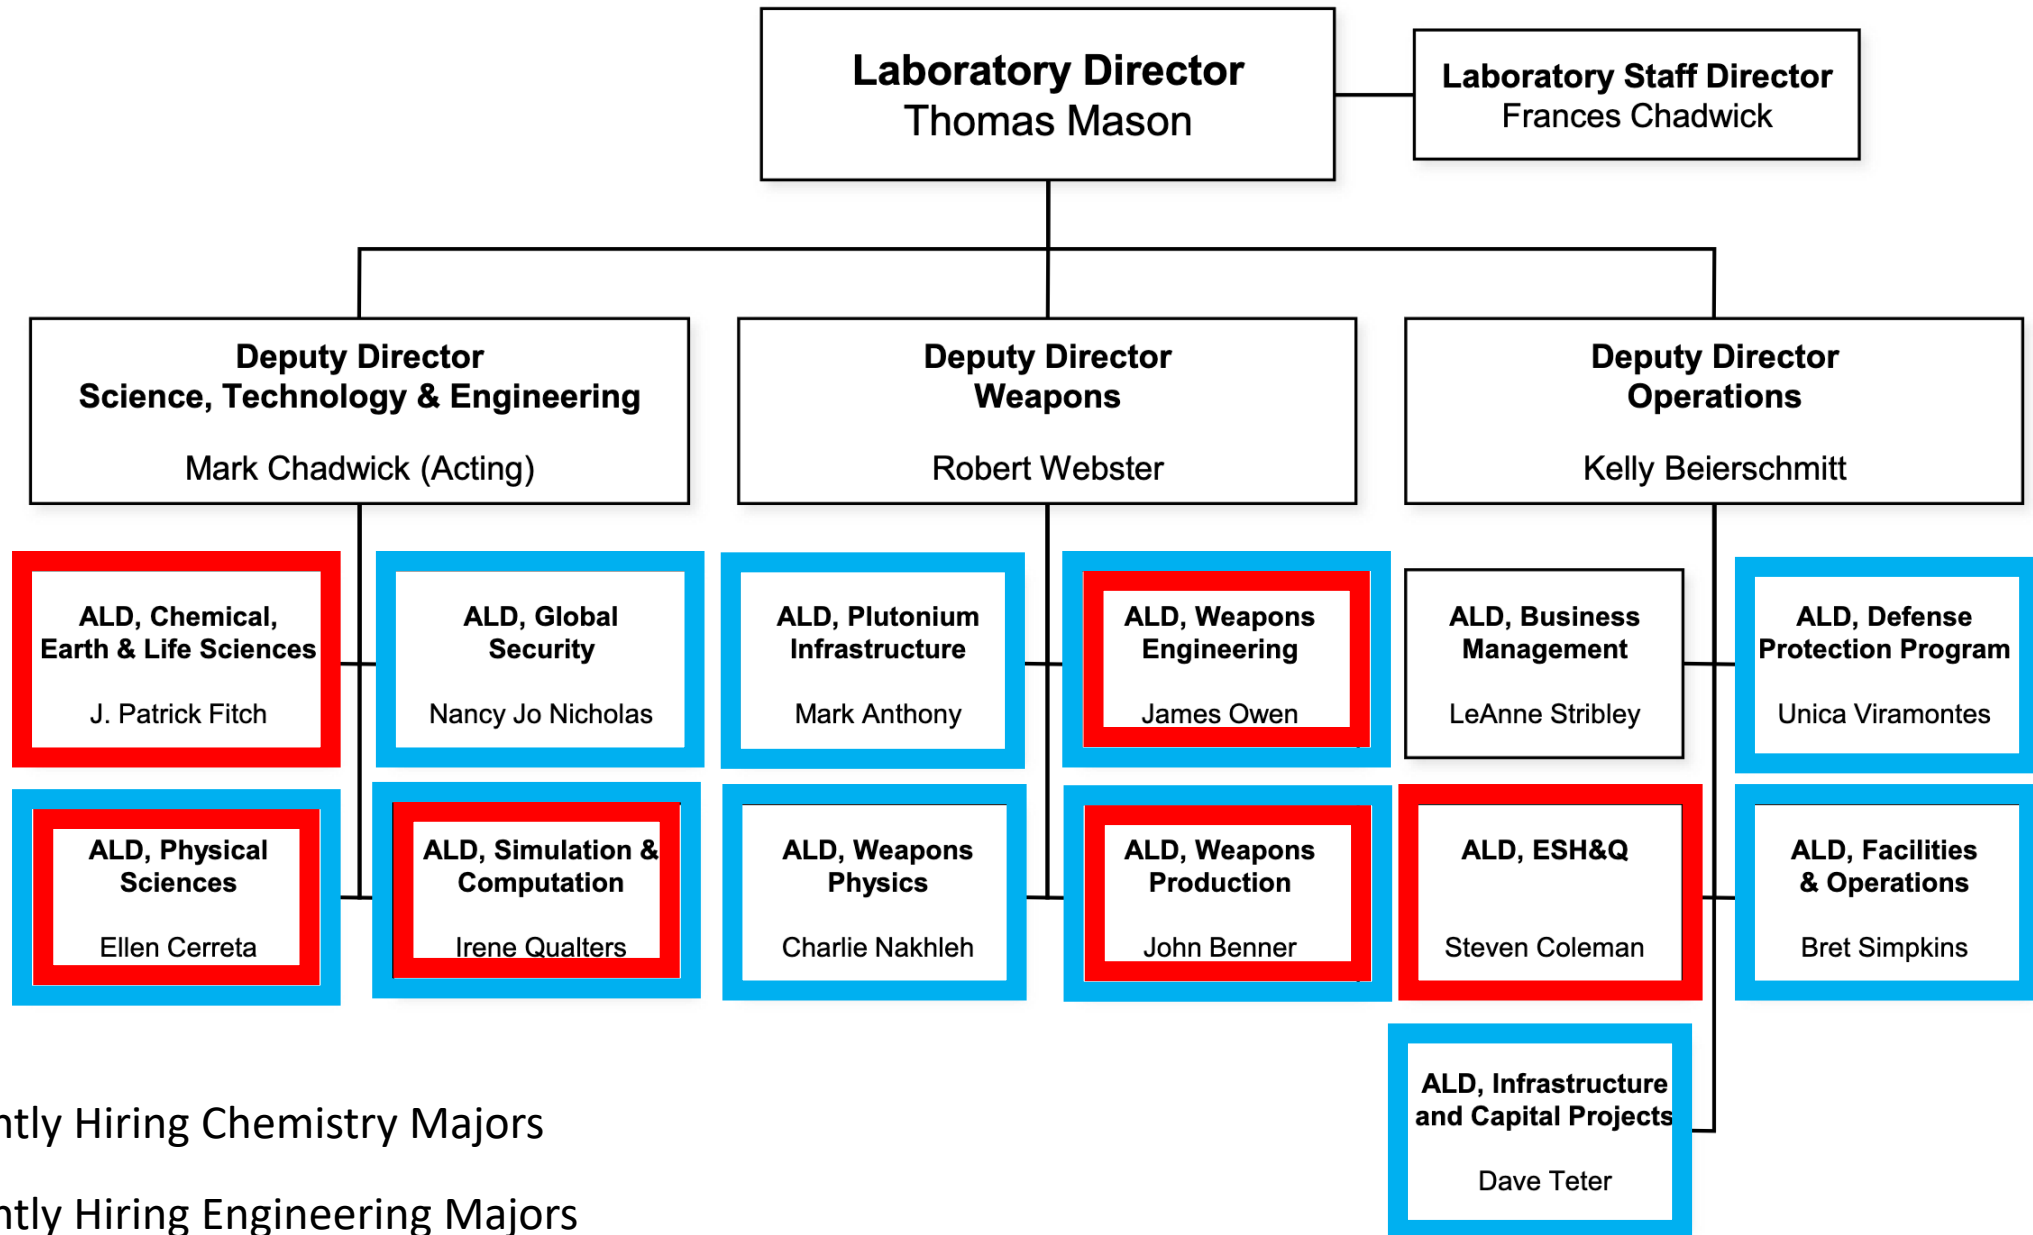 Laboratory Director
Thomas Mason
Laboratory Staff Director
Frances Chadwick
Deputy Director
Science, Technology & Engineering
Mark Chadwick (Acting)
Deputy Director
Weapons
Robert Webster
Deputy Director
Operations
Kelly Beierschmitt
ALD, Chemical,
Earth & Life Sciences
J. Patrick Fitch
ALD, Global
Security
Nancy Jo Nicholas
ALD, Plutonium
Infrastructure
Mark Anthony
ALD, Weapons
Engineering
James Owen
ALD, Business
Management
LeAnne Stribley
ALD, Defense
Protection Program
Unica Viramontes
ALD, Physical
Sciences
Ellen Cerreta
ALD, Simulation &
Computation
Irene Qualters
ALD, Weapons
Physics
Charlie Nakhleh
ALD, Weapons
Production
John Benner
ALD, ESH&Q
Steven Coleman
ALD, Facilities
& Operations
Bret Simpkins
ALD, Infrastructure
and Capital Projects
Dave Teter
ntly Hiring Chemistry Majors
ntly Hiring Engineering Majors